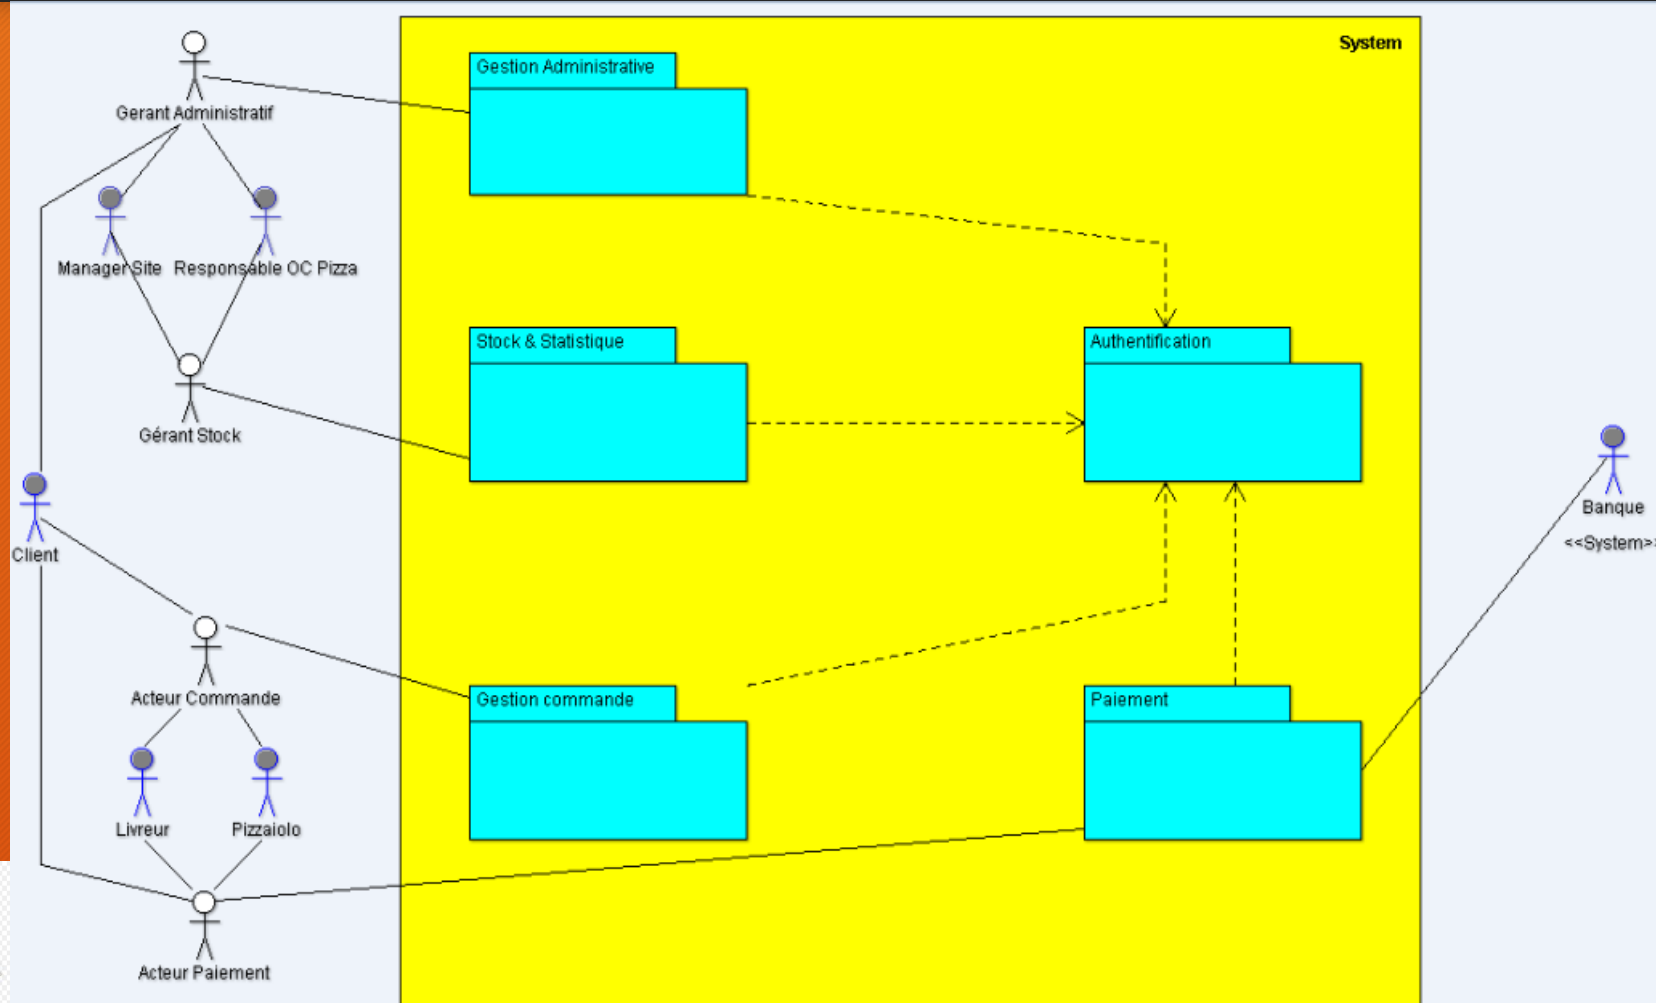 System
Gestion Administrative
Gerant Administratif
Manager Site
Responsable OC Pizza
Stock & Statistique
Authentification
Gérant Stock
Banque
<<System>>
Client
Acteur Commande
Gestion commande
Paiement
Livreur
Pizzaiolo
Acteur Paiement